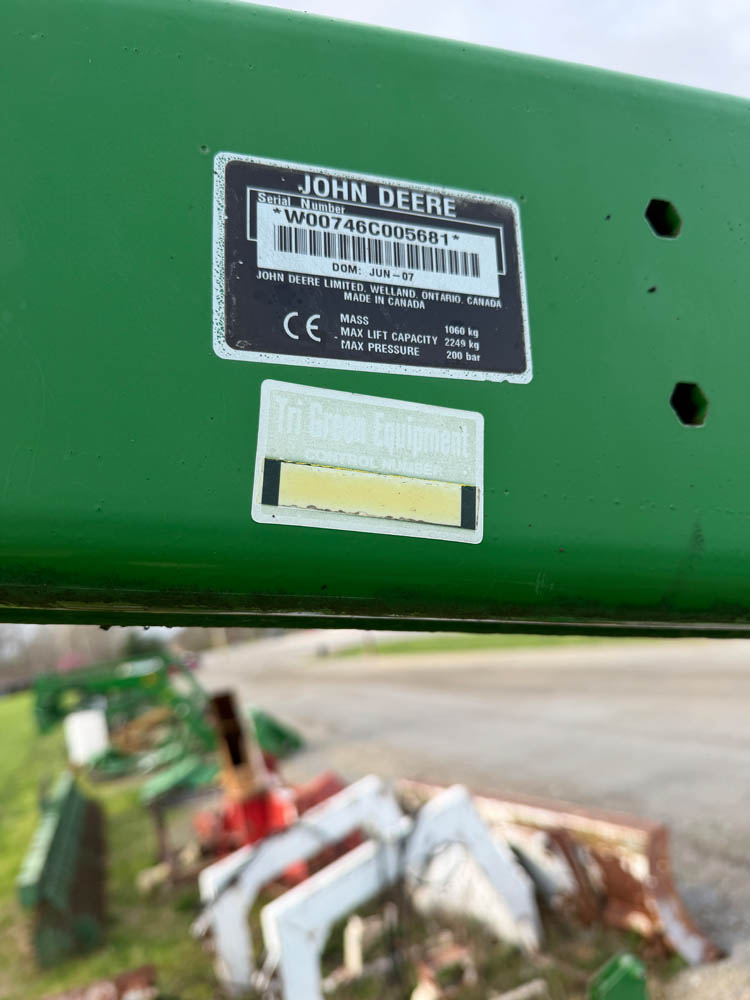 JOHN DEERE
Serial Number
*W00746C005681*
DOM: JUN-07
JOHN DEERE LIMITED, WELLAND, ONTARIO, CANADA
MADE IN CANADA
CE
MASS 1060 kg
MAX LIFT CAPACITY 2249 kg
MAX PRESSURE 200 bar
Tri Green Equipment
CONTROL NUMBER